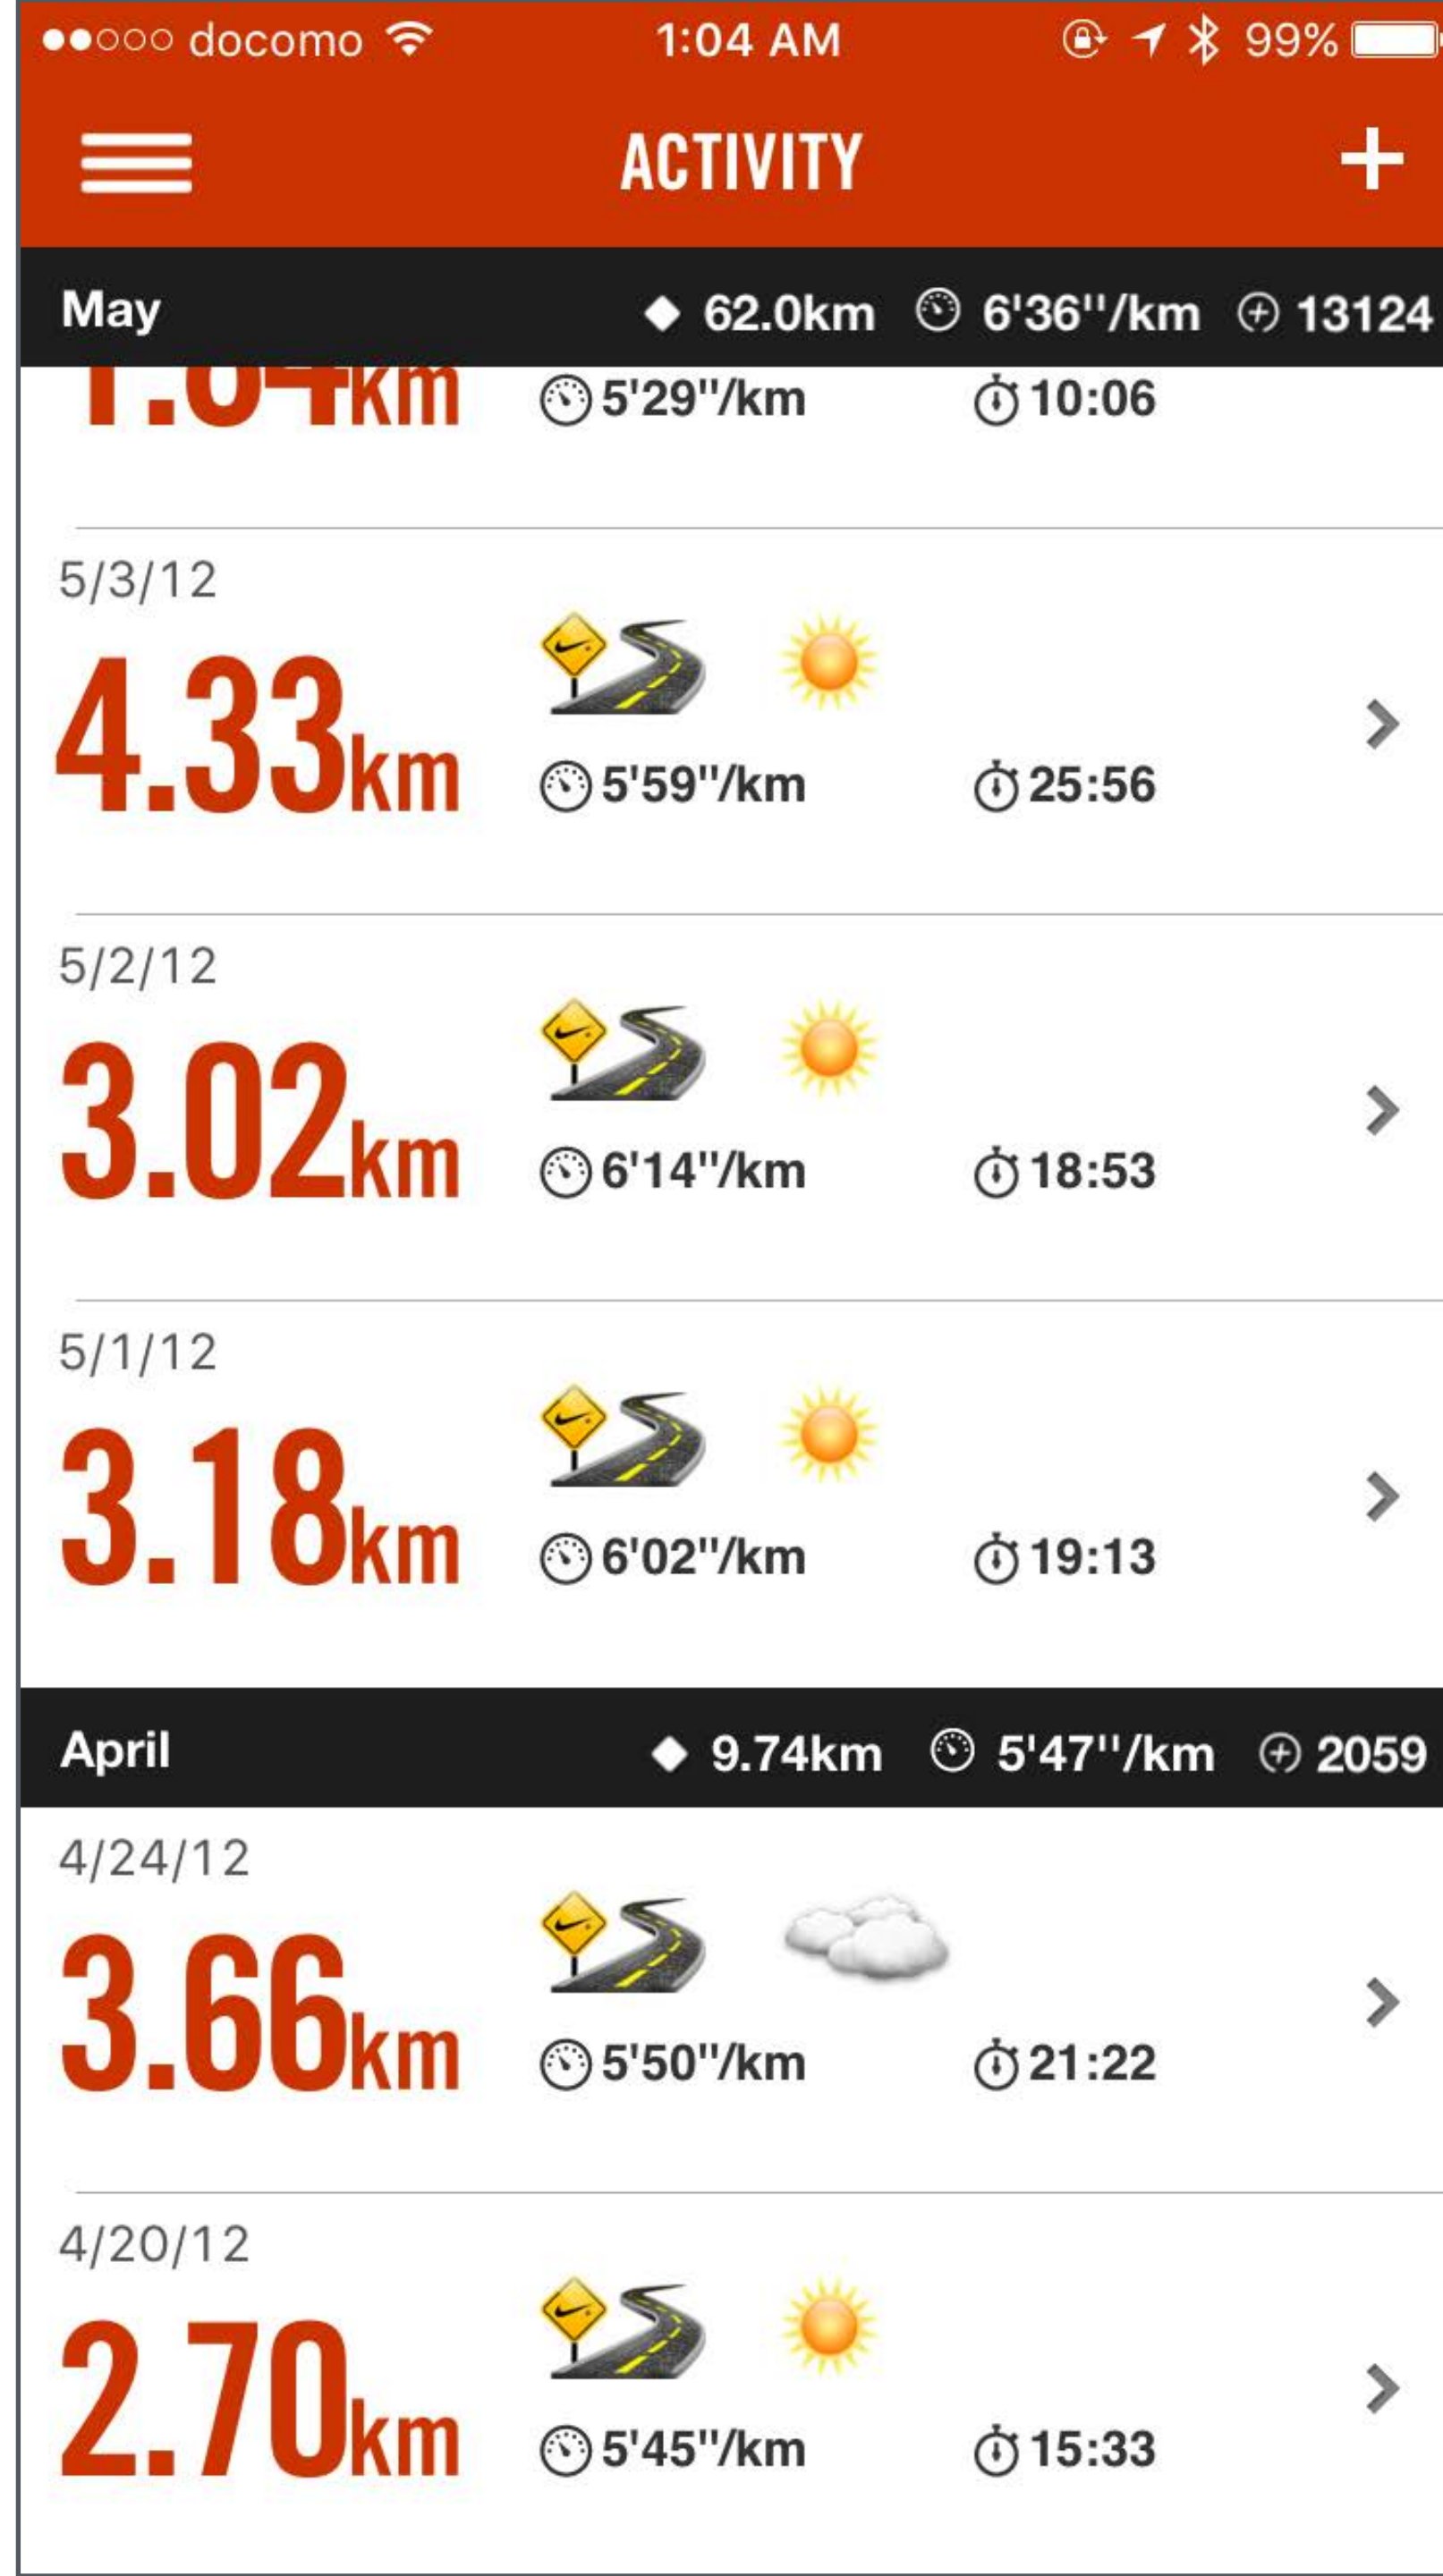 docomo 1:04 AM 99%
ACTIVITY +
May 62.0km 6'36''/km 13124
km 5'29"/km 10:06
5/3/12
4.33km 5'59"/km 25:56
5/2/12
3.02km 6'14"/km 18:53
5/1/12
3.18km 6'02"/km 19:13
April 9.74km 5'47''/km 2059
4/24/12
3.66km 5'50"/km 21:22
4/20/12
2.70km 5'45"/km 15:33